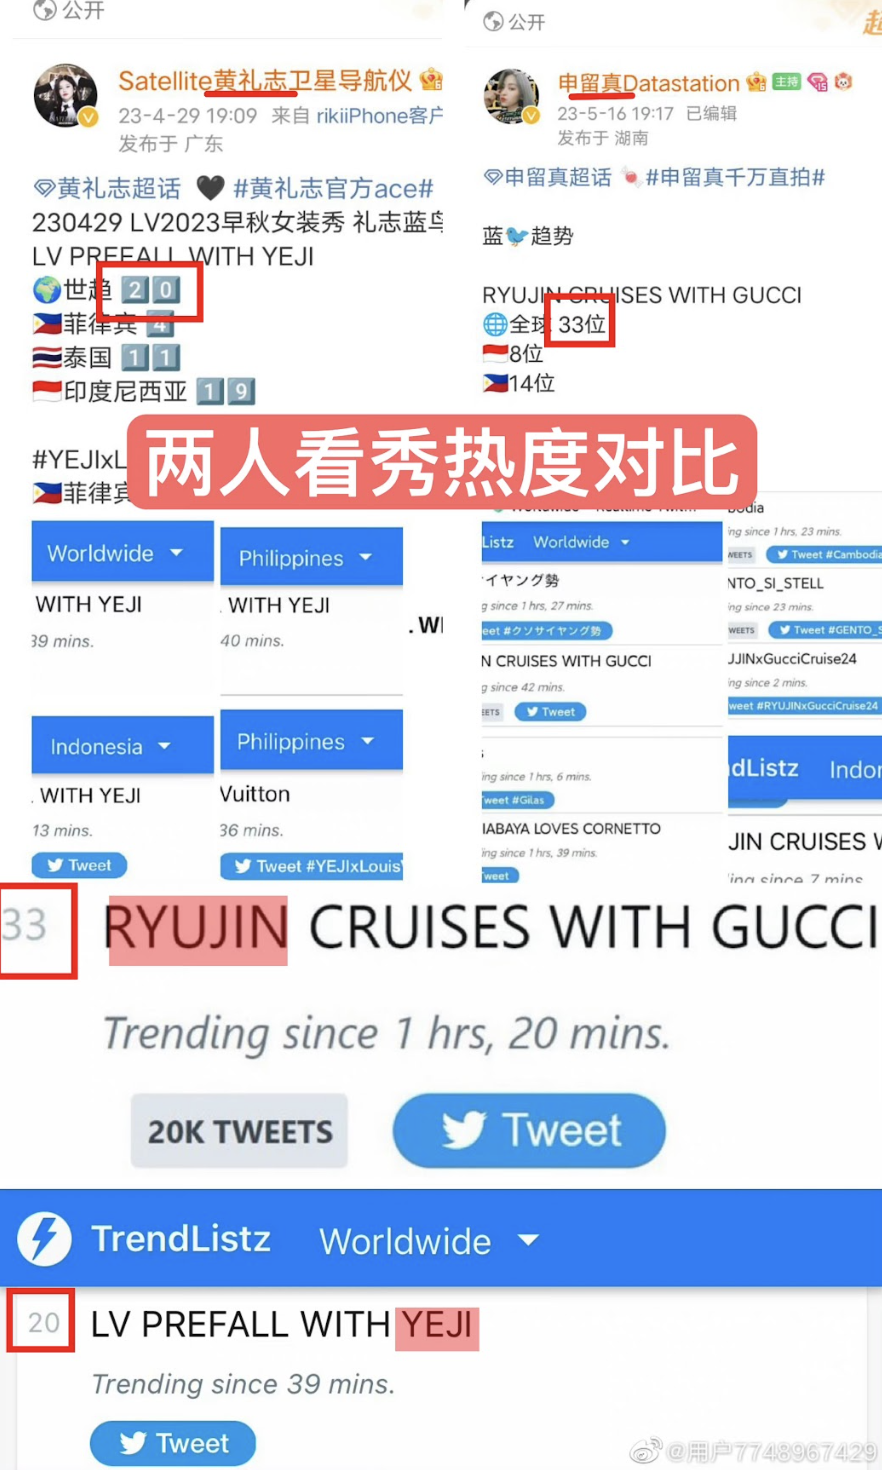 公开
Satellite黄礼志卫星导航仪
23-4-29 19:09 来自 rikiiPhone客户
发布于 广东
黄礼志超话 #黄礼志官方ace#
230429 LV2023早秋女装秀 礼志蓝鸟
LV PREFALL WITH YEJI
世趋 20
菲律宾 4
泰国 11
印度尼西亚 19
#YEJIxL
菲律宾
公开
超
申留真Datastation
主持
15
23-5-16 19:17 已编辑
发布于 湖南
申留真超话 #申留真千万直拍#
蓝 趋势
RYUJIN CRUISES WITH GUCCI
全球 33位
8位
14位
两人看秀热度对比
Worldwide
WITH YEJI
39 mins.
Philippines
. WITH YEJI
40 mins.
. WI
Indonesia
. WITH YEJI
13 mins.
Tweet
Philippines
Vuitton
36 mins.
Tweet #YEJIxLouis
Listz Worldwide
イヤング勢
g since 1 hrs, 27 mins.
eet #クソサイヤング勢
N CRUISES WITH GUCCI
g since 42 mins.
ETS
Tweet
ing since 1 hrs, 6 mins.
Tweet #Gilas
IABAYA LOVES CORNETTO
ing since 1 hrs, 39 mins.
Tweet
bodia
ing since 1 hrs, 23 mins.
WEETS
Tweet #Cambodia
NTO_SI_STELL
ing since 23 mins.
WEETS
Tweet #GENTO_S
UJINxGucciCruise24
ing since 2 mins.
weet #RYUJINxGucciCruise24
dListz Indon
JIN CRUISES W
ing since 7 mins.
33
RYUJIN CRUISES WITH GUCCI
Trending since 1 hrs, 20 mins.
20K TWEETS
Tweet
TrendListz Worldwide
20
LV PREFALL WITH YEJI
Trending since 39 mins.
Tweet
@用户7748967429